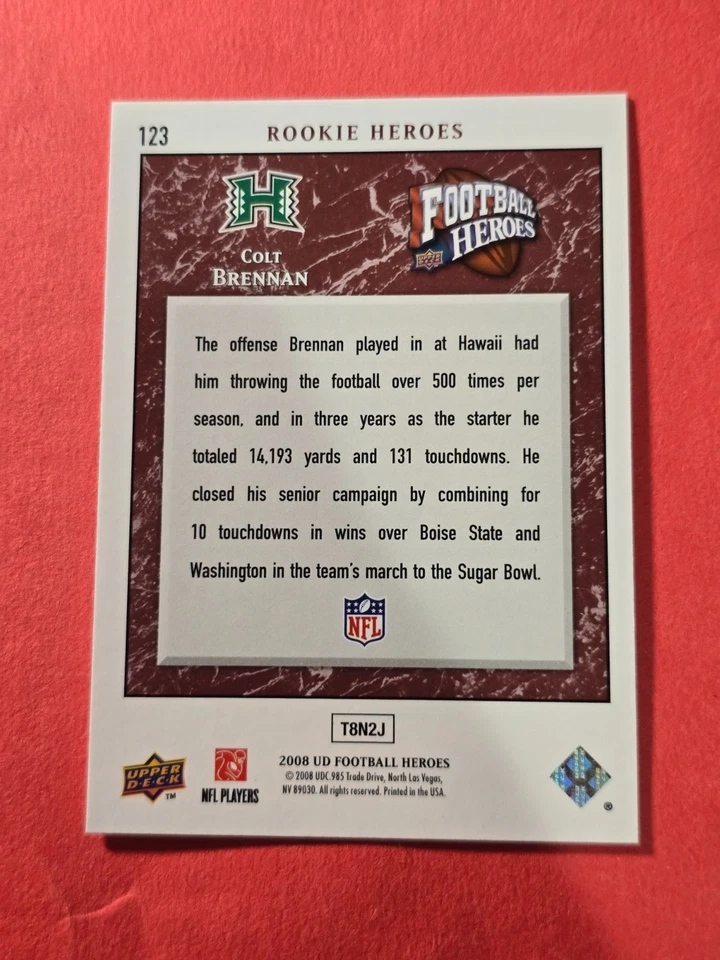 123 ROOKIE HEROES
H
COLT
BRENNAN
FOOTBALL
HEROES
The offense Brennan played in at Hawaii had
him throwing the football over 500 times per
season, and in three years as the starter he
totaled 14,193 yards and 131 touchdowns. He
closed his senior campaign by combining for
10 touchdowns in wins over Boise State and
Washington in the team's march to the Sugar Bowl.
NFL
T8N2J
UPPER
D·E·C·K
TM
NFL PLAYERS
2008 UD FOOTBALL HEROES
© 2008 UDC. 985 Trade Drive, North Las Vegas,
NV 89030. All rights reserved. Printed in the USA.
®